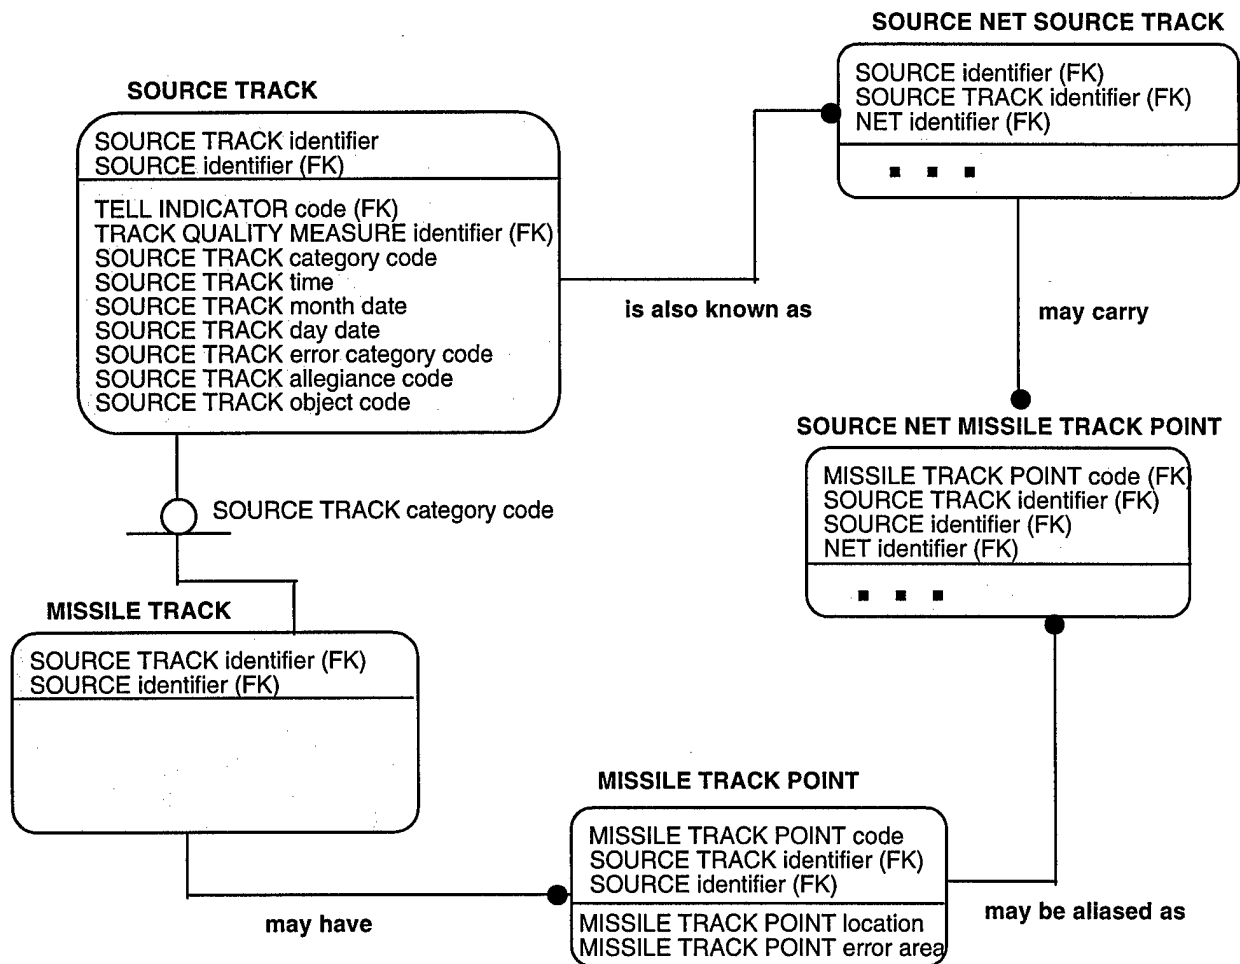 SOURCE NET SOURCE TRACK
SOURCE identifier (FK)
SOURCE TRACK identifier (FK)
NET identifier (FK)
SOURCE TRACK
SOURCE TRACK identifier
SOURCE identifier (FK)
TELL INDICATOR code (FK)
TRACK QUALITY MEASURE identifier (FK)
SOURCE TRACK category code
SOURCE TRACK time
SOURCE TRACK month date
SOURCE TRACK day date
SOURCE TRACK error category code
SOURCE TRACK allegiance code
SOURCE TRACK object code
is also known as
may carry
SOURCE NET MISSILE TRACK POINT
MISSILE TRACK POINT code (FK)
SOURCE TRACK identifier (FK)
SOURCE identifier (FK)
NET identifier (FK)
SOURCE TRACK category code
MISSILE TRACK
SOURCE TRACK identifier (FK)
SOURCE identifier (FK)
may have
MISSILE TRACK POINT
MISSILE TRACK POINT code
SOURCE TRACK identifier (FK)
SOURCE identifier (FK)
MISSILE TRACK POINT location
MISSILE TRACK POINT error area
may be aliased as